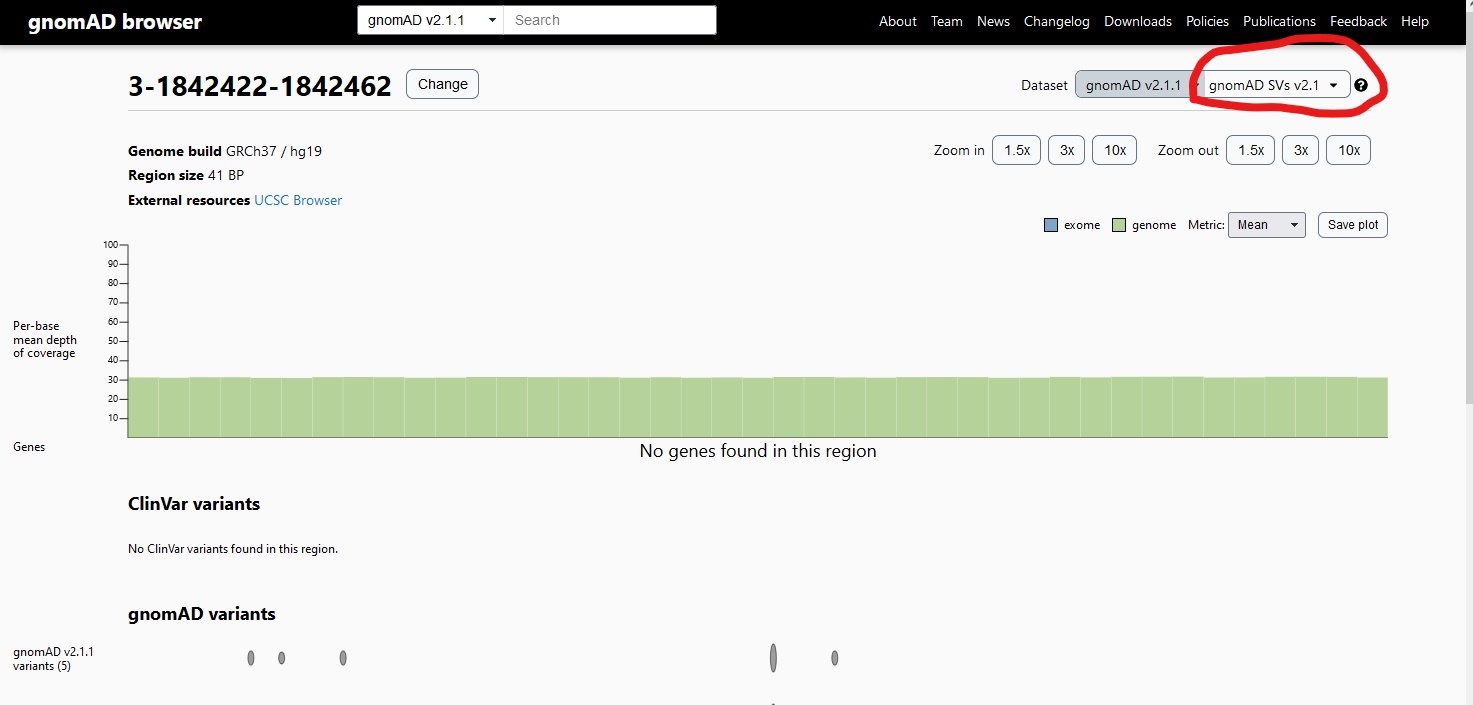 gnomAD browser
gnomAD v2.1.1 Search
About Team News Changelog Downloads Policies Publications Feedback Help
3-1842422-1842462 Change
Dataset gnomAD v2.1.1 gnomAD SVs v2.1 ?
Genome build GRCh37 / hg19
Zoom in 1.5x 3x 10x Zoom out 1.5x 3x 10x
Region size 41 BP
External resources UCSC Browser
exome genome Metric: Mean Save plot
100
90
80
70
60
50
40
30
20
10
Per-base
mean depth
of coverage
Genes
No genes found in this region
ClinVar variants
No ClinVar variants found in this region.
gnomAD variants
gnomAD v2.1.1
variants (5)